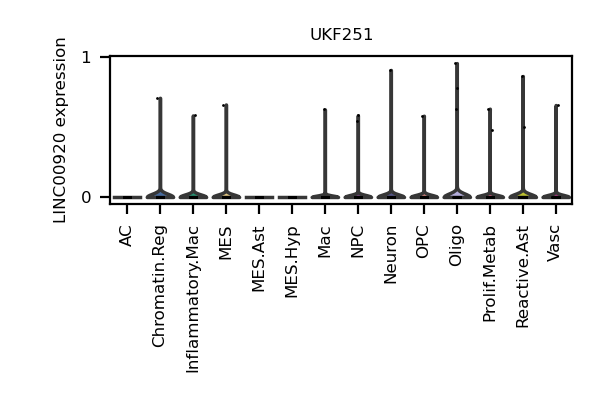 UKF251
LINC00920 expression
1
0
AC
Chromatin.Reg
Inflammatory.Mac
MES
MES.Ast
MES.Hyp
Mac
NPC
Neuron
OPC
Oligo
Prolif.Metab
Reactive.Ast
Vasc